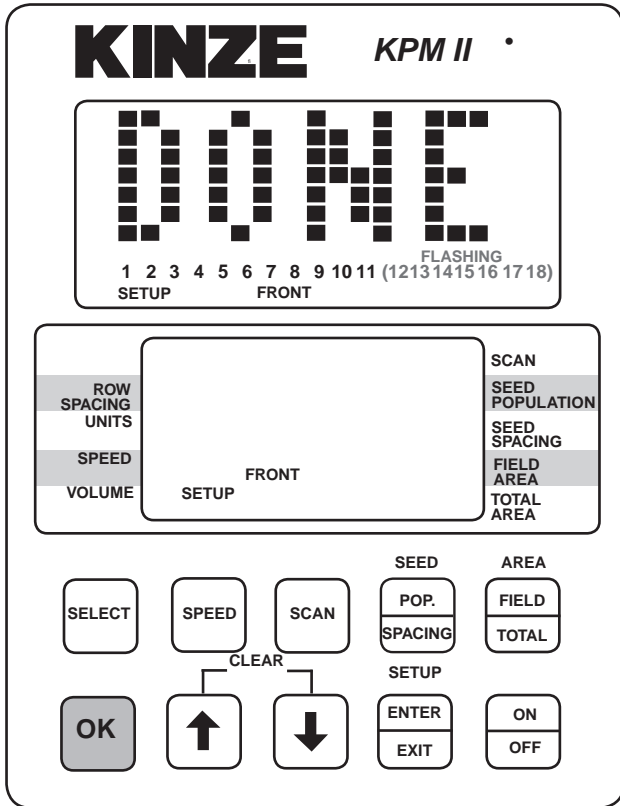 KINZE KPM II
DONE
FLASHING
1 2 3 4 5 6 7 8 9 10 11 (12 13 14 15 16 17 18)
SETUP FRONT
SCAN
ROW SPACING
SEED POPULATION
UNITS
SEED SPACING
SPEED
FIELD AREA
FRONT
VOLUME
SETUP
TOTAL AREA
SEED AREA
SELECT
SPEED
SCAN
POP.
SPACING
FIELD
TOTAL
CLEAR
SETUP
OK
ENTER
EXIT
ON
OFF